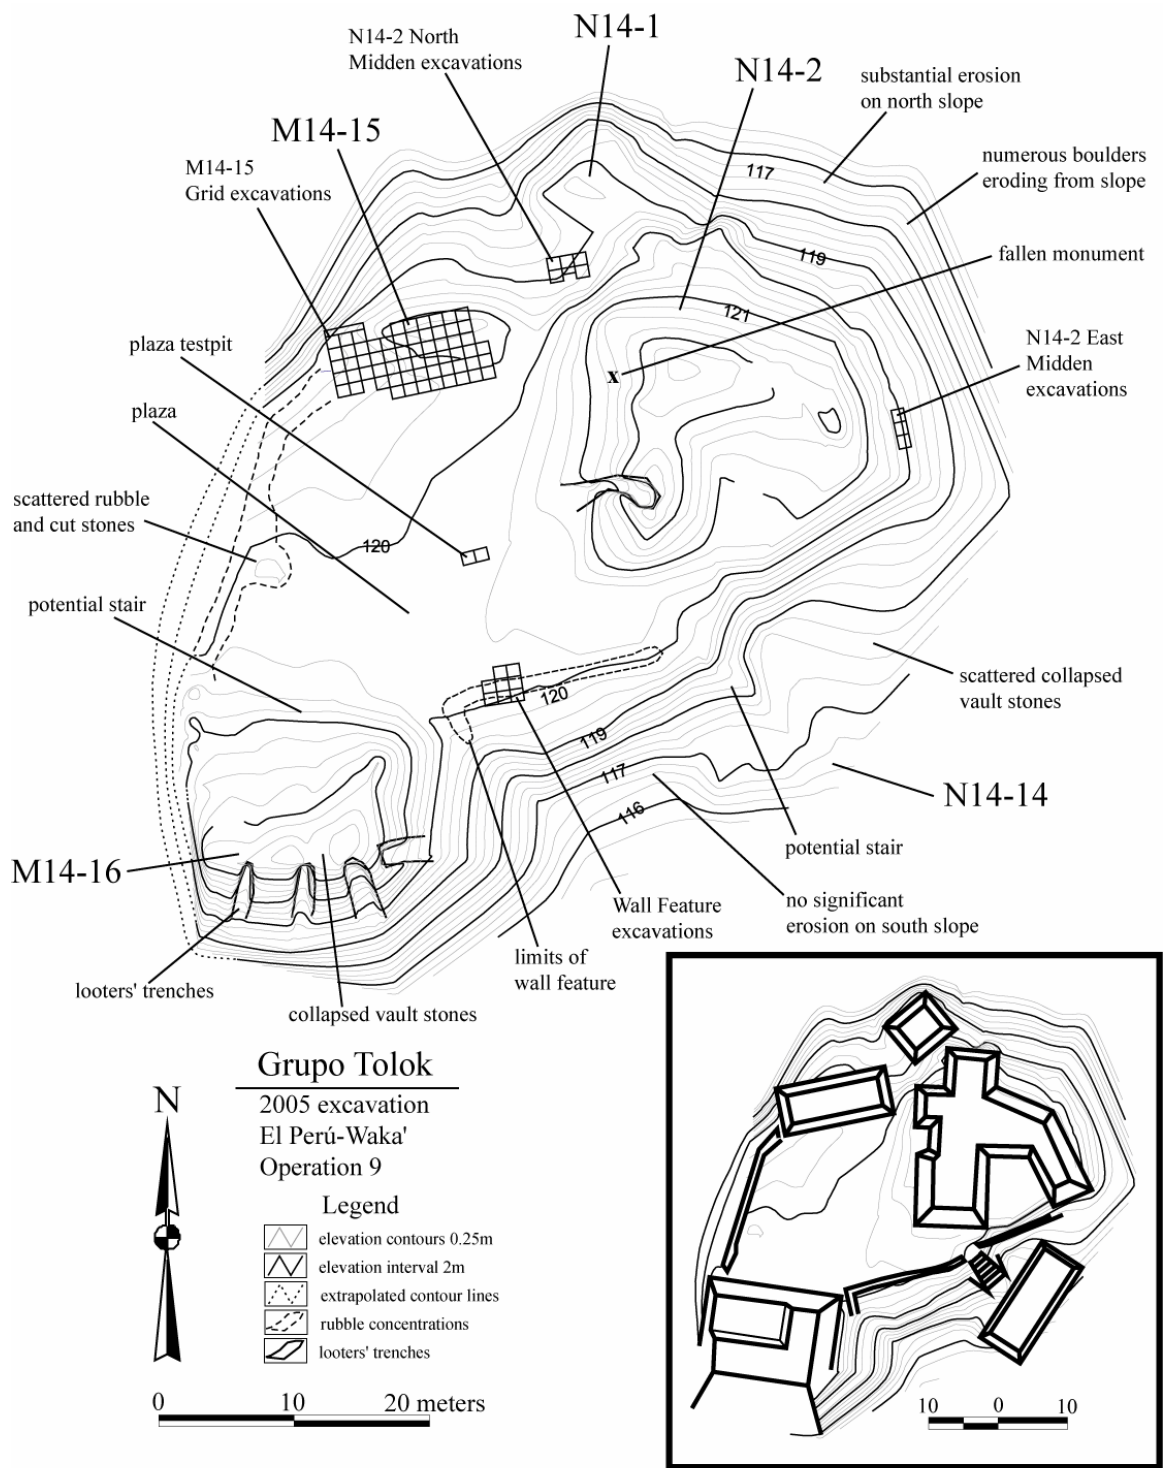 N14-1
N14-2 North
Midden excavations
N14-2
substantial erosion
on north slope
M14-15
M14-15
Grid excavations
117
numerous boulders
eroding from slope
119
fallen monument
121
plaza testpit
x
N14-2 East
Midden
excavations
plaza
scattered rubble
and cut stones
120
potential stair
scattered collapsed
vault stones
120
119
117
N14-14
116
potential stair
M14-16
Wall Feature
excavations
no significant
erosion on south slope
limits of
wall feature
looters' trenches
collapsed vault stones
Grupo Tolok
2005 excavation
El Perú-Waka'
Operation 9
N
Legend
elevation contours 0.25m
elevation interval 2m
extrapolated contour lines
rubble concentrations
looters' trenches
0 10 20 meters
10 0 10